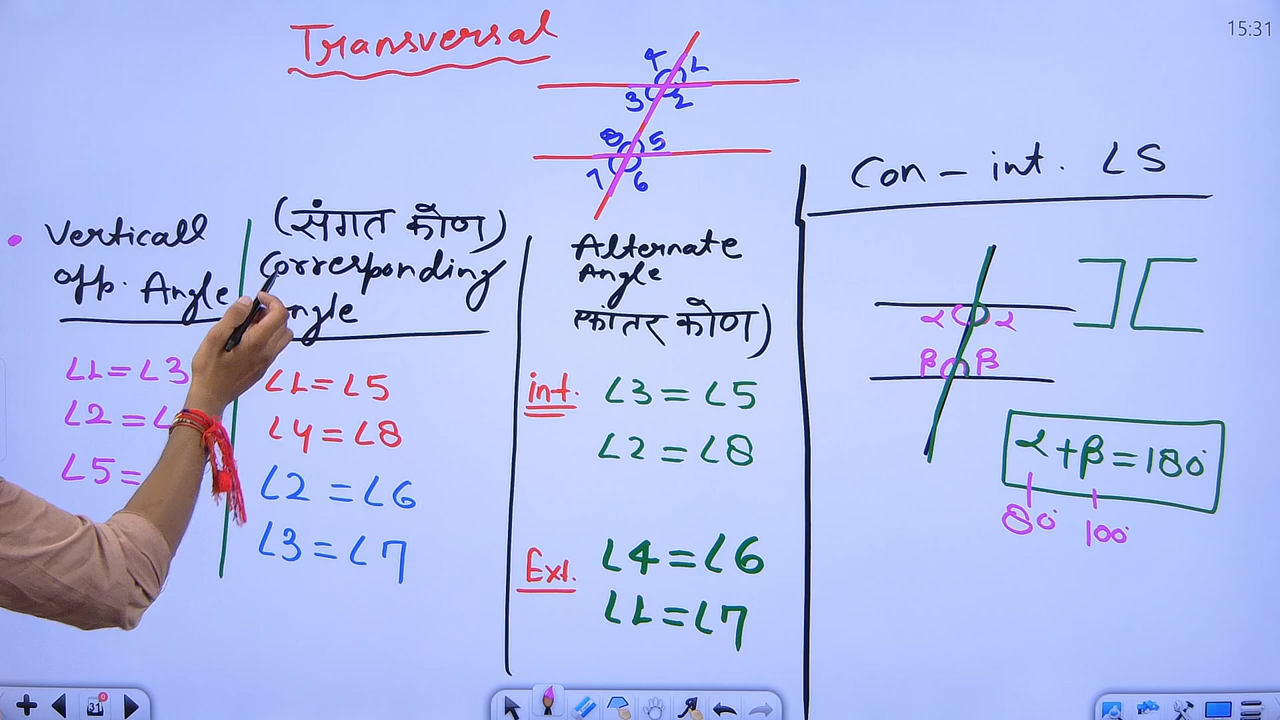 15:31
Transversal
4 1
3 2
8 5
7 6
Con - int. ∠S
Verticall
opp. Angle
(संगत कोण)
Corresponding
ngle
Alternate
Angle
कांतर कोण)
∠1 = ∠3
∠2 = ∠
∠5 =
∠1 = ∠5
∠4 = ∠8
∠2 = ∠6
∠3 = ∠7
int. ∠3 = ∠5
∠2 = ∠8
Ext. ∠4 = ∠6
∠1 = ∠7
α α
β β
α + β = 180°
80° 100°
31